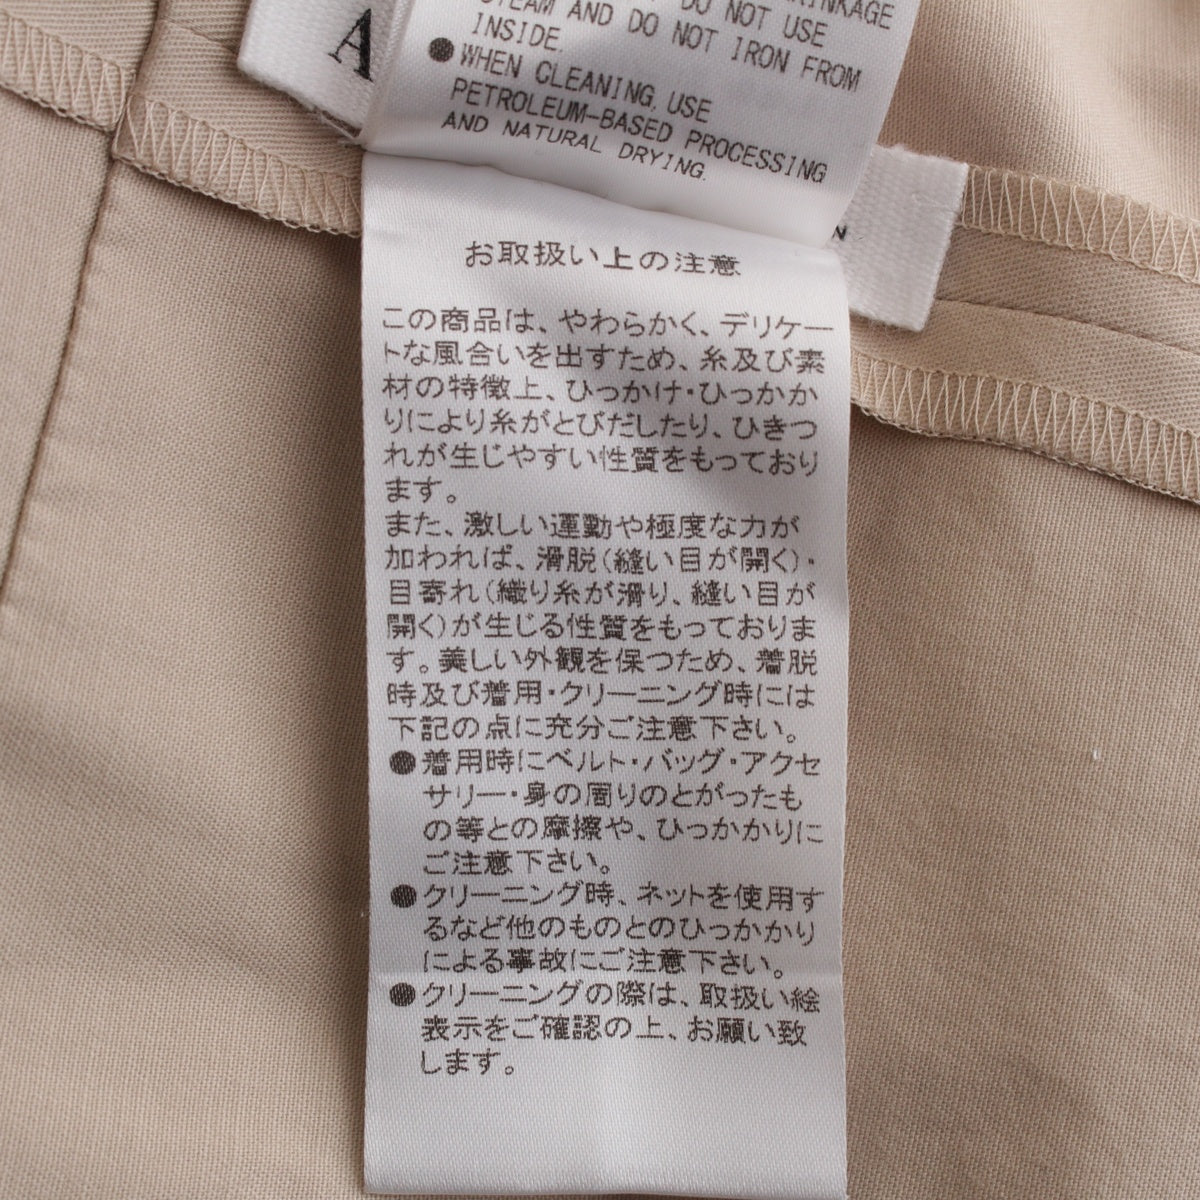 A
DO NOT USE
STEAM AND DO NOT IRON FROM
INSIDE.
●WHEN CLEANING, USE
PETROLEUM-BASED PROCESSING
AND NATURAL DRYING.
N
お取扱い上の注意
この商品は、やわらかく、デリケー
トな風合いを出すため、糸及び素
材の特徴上、ひっかけ・ひっかか
りにより糸がとびだしたり、ひきつ
れが生じやすい性質をもっており
ます。
また、激しい運動や極度な力が
加われば、滑脱(縫い目が開く)・
目寄れ(織り糸が滑り、縫い目が
開く)が生じる性質をもっておりま
す。美しい外観を保つため、着脱
時及び着用・クリーニング時には
下記の点に充分ご注意下さい。
●着用時にベルト・バッグ・アクセ
サリー・身の周りのとがったも
の等との摩擦や、ひっかかりに
ご注意下さい。
●クリーニング時、ネットを使用す
るなど他のものとのひっかかり
による事故にご注意下さい。
●クリーニングの際は、取扱い絵
表示をご確認の上、お願い致
します。